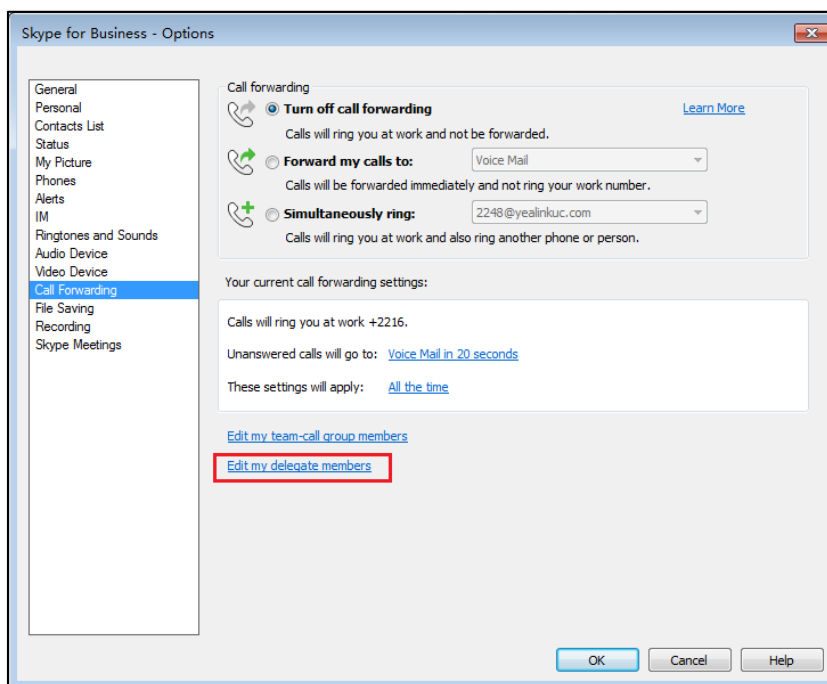 Skype for Business - Options
General
Personal
Contacts List
Status
My Picture
Phones
Alerts
IM
Ringtones and Sounds
Audio Device
Video Device
Call Forwarding
File Saving
Recording
Skype Meetings
Call forwarding
Turn off call forwarding Learn More
Calls will ring you at work and not be forwarded.
Forward my calls to: Voice Mail
Calls will be forwarded immediately and not ring your work number.
Simultaneously ring: 2248@yealinkuc.com
Calls will ring you at work and also ring another phone or person.
Your current call forwarding settings:
Calls will ring you at work +2216.
Unanswered calls will go to: Voice Mail in 20 seconds
These settings will apply: All the time
Edit my team-call group members
Edit my delegate members
OK Cancel Help